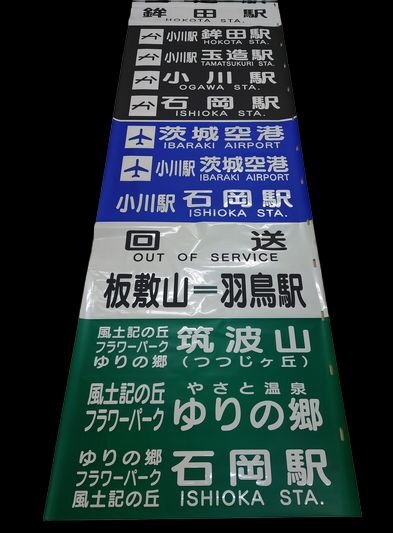 鉾田駅
HOKOTA STA.
小川駅 鉾田駅
HOKOTA STA.
小川駅 玉造駅
TAMATSUKURI STA.
小川駅
OGAWA STA.
石岡駅
ISHIOKA STA.
茨城空港
IBARAKI AIRPORT
小川駅 茨城空港
IBARAKI AIRPORT
小川駅 石岡駅
ISHIOKA STA.
回送
OUT OF SERVICE
板敷山=羽鳥駅
風土記の丘
フラワーパーク
ゆりの郷
筑波山
(つつじヶ丘)
風土記の丘
フラワーパーク
やさと温泉
ゆりの郷
ゆりの郷
フラワーパーク
風土記の丘
石岡駅
ISHIOKA STA.